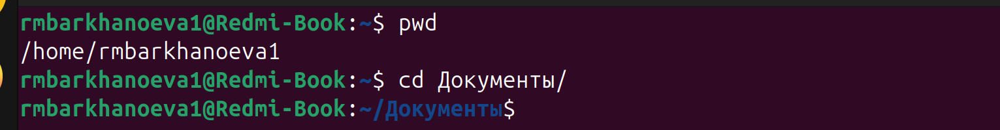 rmbarkhanoeva1@Redmi-Book:~$ pwd
/home/rmbarkhanoeva1
rmbarkhanoeva1@Redmi-Book:~$ cd Документы/
rmbarkhanoeva1@Redmi-Book:~/Документы$